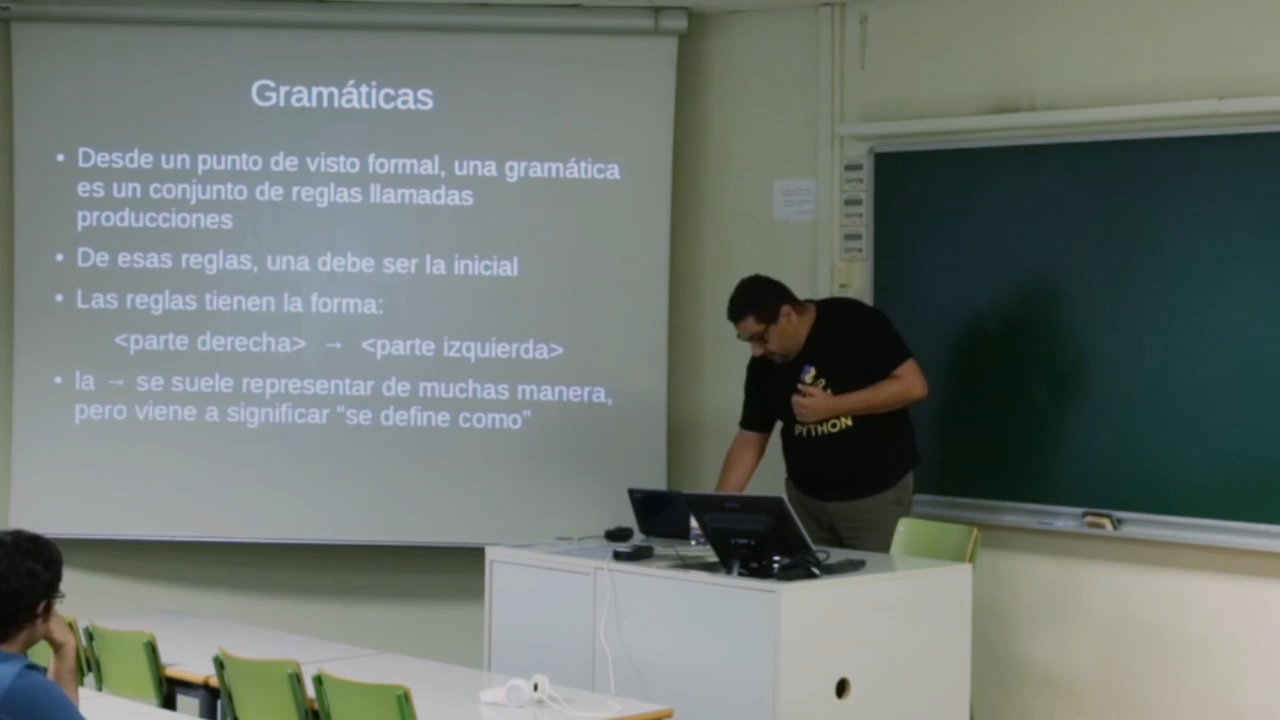 Gramáticas
• Desde un punto de visto formal, una gramática
es un conjunto de reglas llamadas
producciones
• De esas reglas, una debe ser la inicial
• Las reglas tienen la forma:
<parte derecha> → <parte izquierda>
• la → se suele representar de muchas manera,
pero viene a significar “se define como”
PYTHON